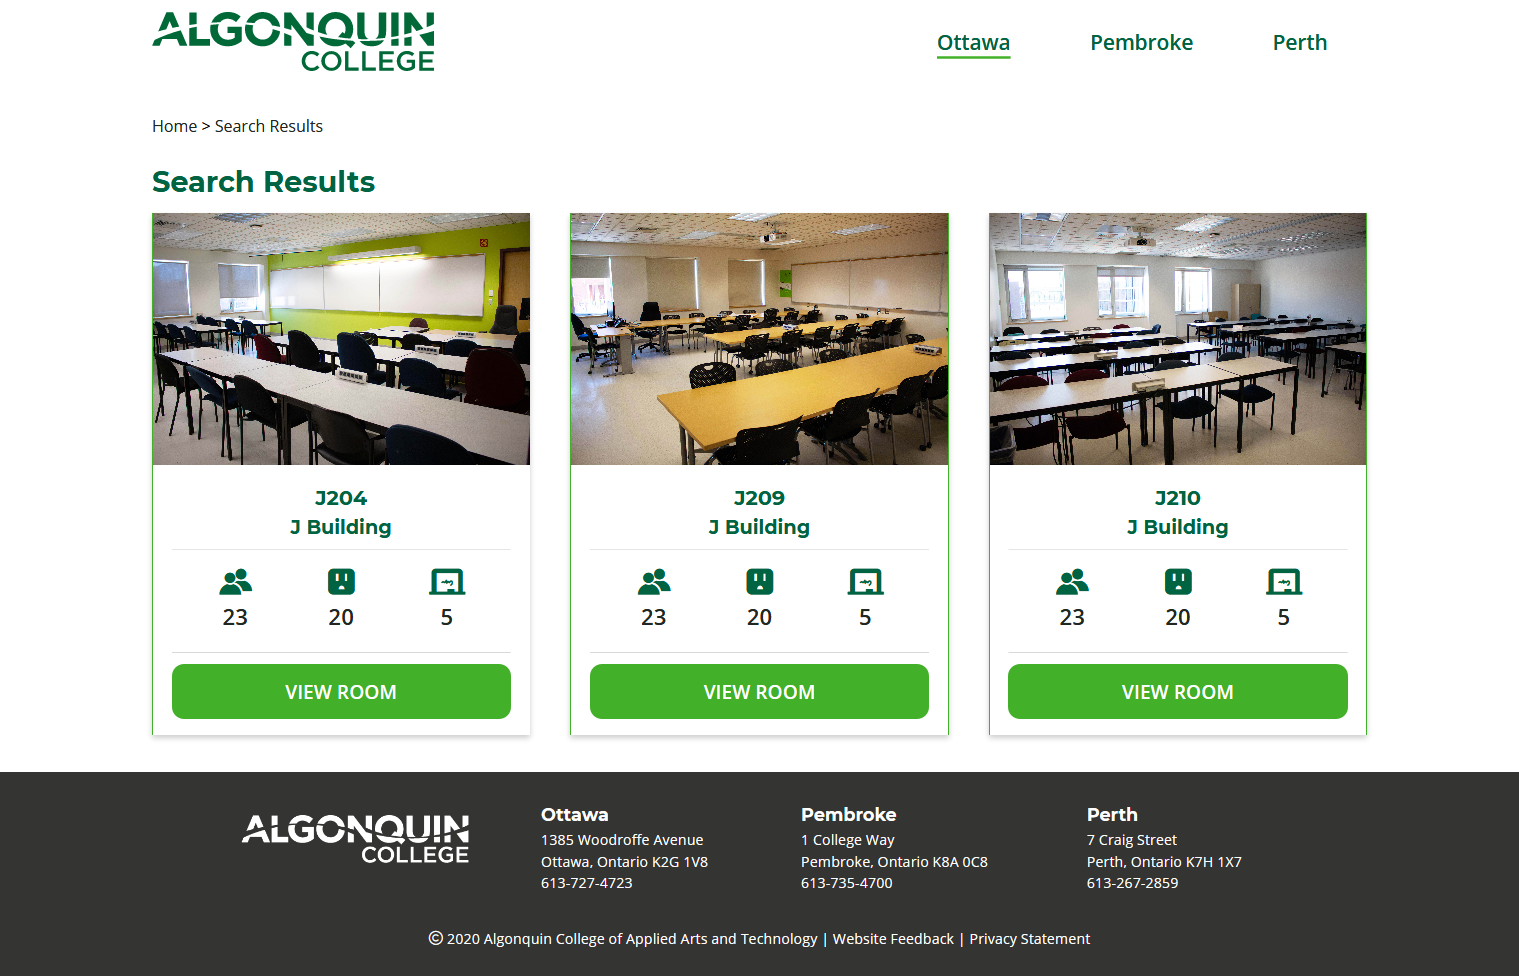 ALGONQUIN
COLLEGE
Ottawa
Pembroke
Perth
Home > Search Results
Search Results
J204
J Building
23
20
5
VIEW ROOM
J209
J Building
23
20
5
VIEW ROOM
J210
J Building
23
20
5
VIEW ROOM
ALGONQUIN
COLLEGE
Ottawa
1385 Woodroffe Avenue
Ottawa, Ontario K2G 1V8
613-727-4723
Pembroke
1 College Way
Pembroke, Ontario K8A 0C8
613-735-4700
Perth
7 Craig Street
Perth, Ontario K7H 1X7
613-267-2859
© 2020 Algonquin College of Applied Arts and Technology | Website Feedback | Privacy Statement